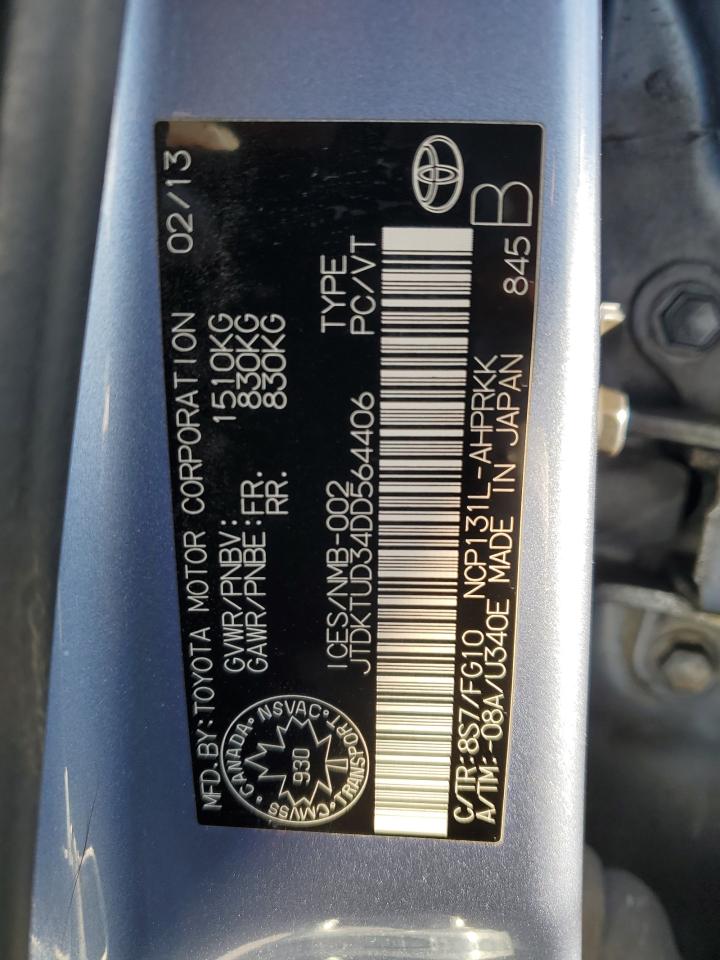 MFD. BY: TOYOTA MOTOR CORPORATION 02/13
GVWR/PNBV: 1510KG
GAWR/PNBE: FR: 830KG
RR. 830KG
CANADA • NSVAC • TRANSPORT • CMVSS •
930
ICES/NMB-002 TYPE
JTDKTUD34DD564406 PC/VT
C/TR: 8S7/FG10 NCP131L-AHPRKK 845
A/TM: -08A/U340E MADE IN JAPAN B